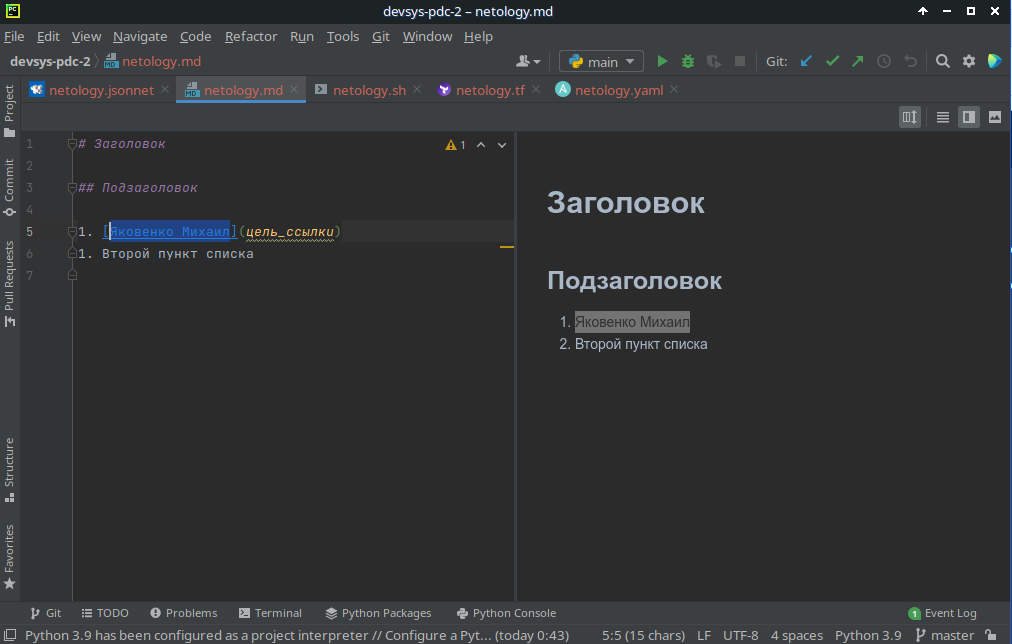 devsys-pdc-2 – netology.md
File Edit View Navigate Code Refactor Run Tools Git Window Help
devsys-pdc-2 netology.md main Git:
netology.jsonnet netology.md netology.sh netology.tf netology.yaml
Project
Commit
Pull Requests
Structure
Favorites
1 # Заголовок
2
3 ## Подзаголовок
4
5 1. [Яковенко Михаил](цель_ссылки)
6 1. Второй пункт списка
7
1
Заголовок
Подзаголовок
1. Яковенко Михаил
2. Второй пункт списка
Git TODO Problems Terminal Python Packages Python Console 1 Event Log
Python 3.9 has been configured as a project interpreter // Configure a Pyt... (today 0:43) 5:5 (15 chars) LF UTF-8 4 spaces Python 3.9 master